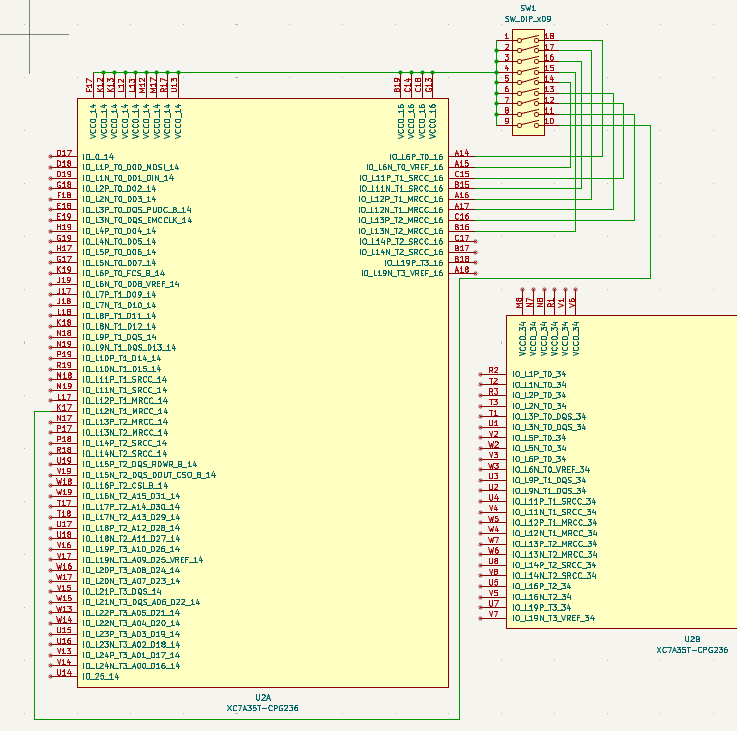 SW1
SW_DIP_x09
1 18
2 17
3 16
4 15
5 14
6 13
7 12
8 11
9 10
F17 K12 K13 L12 L13 M12 M17 R17 U13
VCCO_14 VCCO_14 VCCO_14 VCCO_14 VCCO_14 VCCO_14 VCCO_14 VCCO_14 VCCO_14
B19 C14 C18 G13
VCCO_16 VCCO_16 VCCO_16 VCCO_16
D17 IO_0_14
D18 IO_L1P_T0_D00_MOSI_14
D19 IO_L1N_T0_D01_DIN_14
G18 IO_L2P_T0_D02_14
F18 IO_L2N_T0_D03_14
E18 IO_L3P_T0_DQS_PUDC_B_14
E19 IO_L3N_T0_DQS_EMCCLK_14
H19 IO_L4P_T0_D04_14
G19 IO_L4N_T0_D05_14
H17 IO_L5P_T0_D06_14
G17 IO_L5N_T0_D07_14
K19 IO_L6P_T0_FCS_B_14
J19 IO_L6N_T0_D08_VREF_14
J17 IO_L7P_T1_D09_14
J18 IO_L7N_T1_D10_14
L18 IO_L8P_T1_D11_14
K18 IO_L8N_T1_D12_14
N18 IO_L9P_T1_DQS_14
N19 IO_L9N_T1_DQS_D13_14
P19 IO_L10P_T1_D14_14
R19 IO_L10N_T1_D15_14
M18 IO_L11P_T1_SRCC_14
M19 IO_L11N_T1_SRCC_14
L17 IO_L12P_T1_MRCC_14
K17 IO_L12N_T1_MRCC_14
N17 IO_L13P_T2_MRCC_14
P17 IO_L13N_T2_MRCC_14
P18 IO_L14P_T2_SRCC_14
R18 IO_L14N_T2_SRCC_14
U19 IO_L15P_T2_DQS_RDWR_B_14
V19 IO_L15N_T2_DQS_DOUT_CSO_B_14
W18 IO_L16P_T2_CSI_B_14
W19 IO_L16N_T2_A15_D31_14
T17 IO_L17P_T2_A14_D30_14
T18 IO_L17N_T2_A13_D29_14
U17 IO_L18P_T2_A12_D28_14
U18 IO_L18N_T2_A11_D27_14
V16 IO_L19P_T3_A10_D26_14
V17 IO_L19N_T3_A09_D25_VREF_14
W16 IO_L20P_T3_A08_D24_14
W17 IO_L20N_T3_A07_D23_14
V15 IO_L21P_T3_DQS_14
W15 IO_L21N_T3_DQS_A06_D22_14
W13 IO_L22P_T3_A05_D21_14
W14 IO_L22N_T3_A04_D20_14
U15 IO_L23P_T3_A03_D19_14
U16 IO_L23N_T3_A02_D18_14
V13 IO_L24P_T3_A01_D17_14
V14 IO_L24N_T3_A00_D16_14
U14 IO_25_14
IO_L6P_T0_16 A14
IO_L6N_T0_VREF_16 A15
IO_L11P_T1_SRCC_16 C15
IO_L11N_T1_SRCC_16 B15
IO_L12P_T1_MRCC_16 A16
IO_L12N_T1_MRCC_16 A17
IO_L13P_T2_MRCC_16 C16
IO_L13N_T2_MRCC_16 B16
IO_L14P_T2_SRCC_16 C17
IO_L14N_T2_SRCC_16 B17
IO_L19P_T3_16 B18
IO_L19N_T3_VREF_16 A18
U2A
XC7A35T-CPG236
M8 N7 N8 R1 V1 V6
VCCO_34 VCCO_34 VCCO_34 VCCO_34 VCCO_34 VCCO_34
R2 IO_L1P_T0_34
T2 IO_L1N_T0_34
R3 IO_L2P_T0_34
T3 IO_L2N_T0_34
T1 IO_L3P_T0_DQS_34
U1 IO_L3N_T0_DQS_34
V2 IO_L5P_T0_34
W2 IO_L5N_T0_34
V3 IO_L6P_T0_34
W3 IO_L6N_T0_VREF_34
U3 IO_L9P_T1_DQS_34
U2 IO_L9N_T1_DQS_34
U4 IO_L11P_T1_SRCC_34
V4 IO_L11N_T1_SRCC_34
W5 IO_L12P_T1_MRCC_34
W4 IO_L12N_T1_MRCC_34
W7 IO_L13P_T2_MRCC_34
W6 IO_L13N_T2_MRCC_34
U8 IO_L14P_T2_SRCC_34
V8 IO_L14N_T2_SRCC_34
U5 IO_L16P_T2_34
V5 IO_L16N_T2_34
U7 IO_L19P_T3_34
V7 IO_L19N_T3_VREF_34
U2B
XC7A35T-CPG236